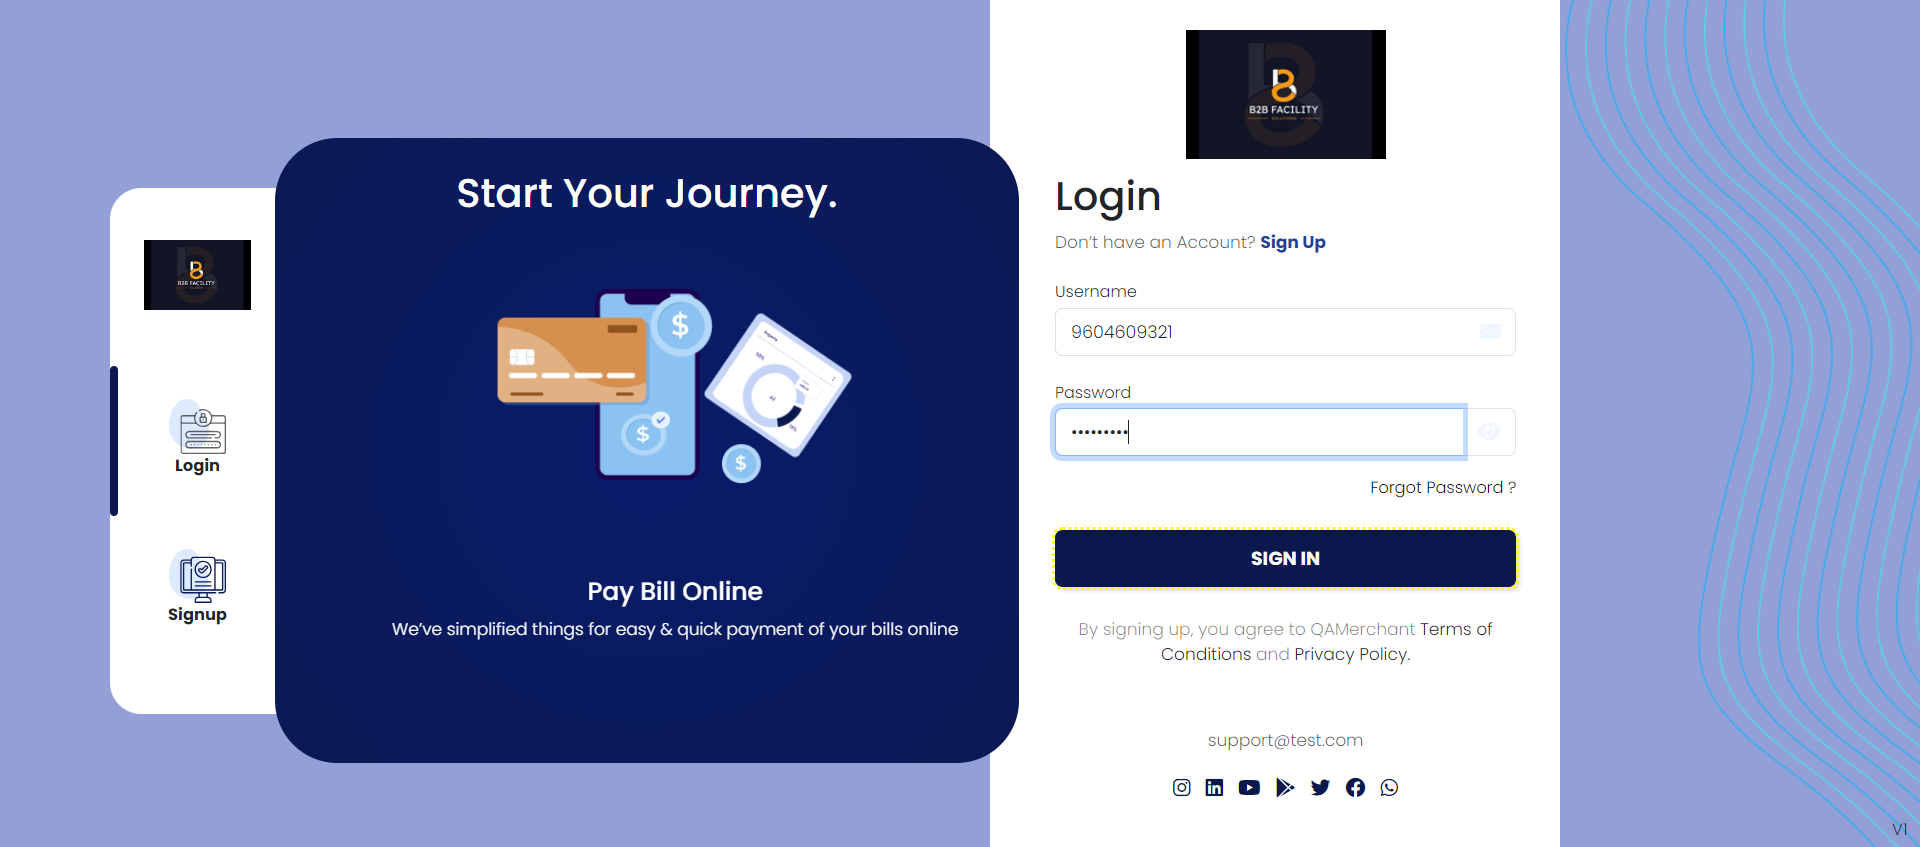 B2B FACILITY
Login
Signup
Start Your Journey.
Pay Bill Online
We've simplified things for easy & quick payment of your bills online
B2B FACILITY
SOLUTIONS
Login
Don't have an Account? Sign Up
Username
9604609321
Password
•••••••••
Forgot Password ?
SIGN IN
By signing up, you agree to QAMerchant Terms of
Conditions and Privacy Policy.
support@test.com
V1